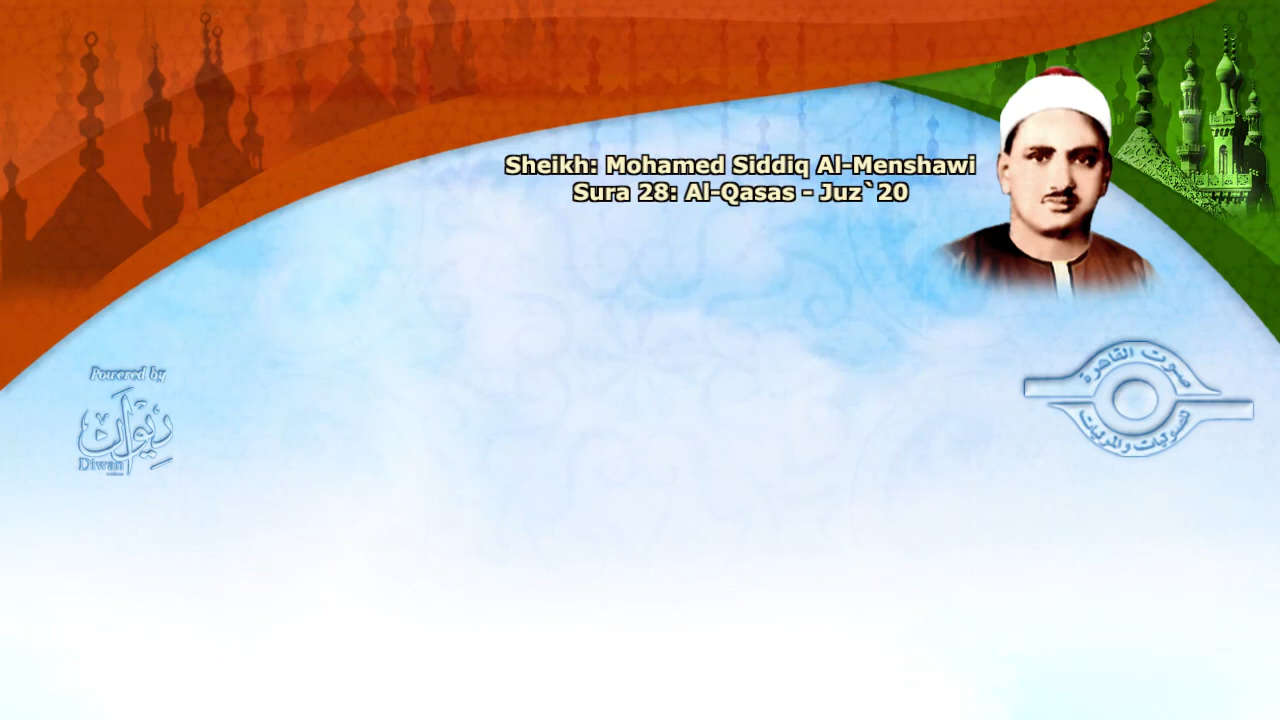 Sheikh: Mohamed Siddiq Al-Menshawi
Sura 28: Al-Qasas - Juz`20
Powered by
ديوان
Diwan
صوت القاهرة
للصوتيات والمرئيات